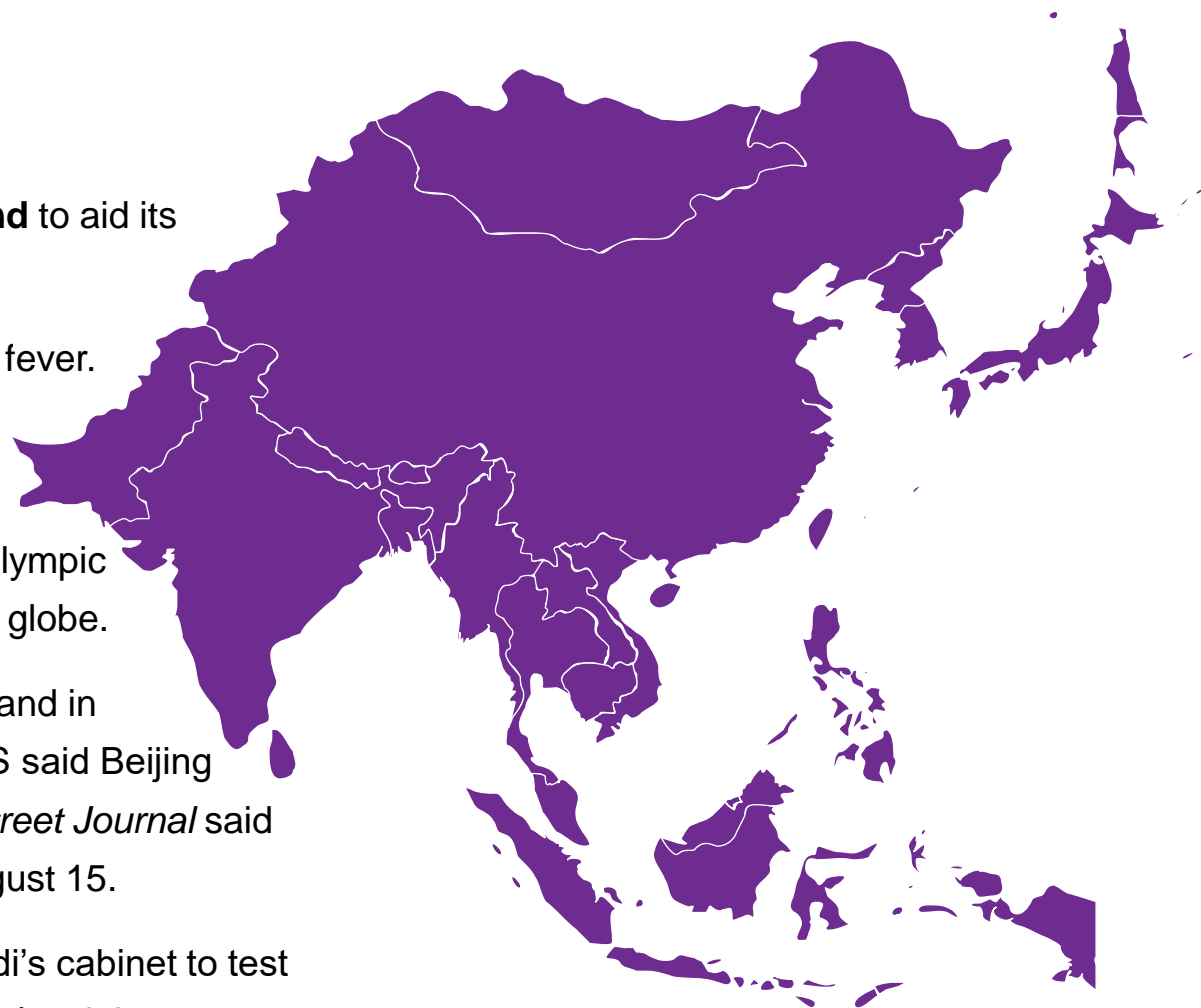 nd to aid its
fever.
lympic
globe.
and in
S said Beijing
reet Journal said
gust 15.
di's cabinet to test